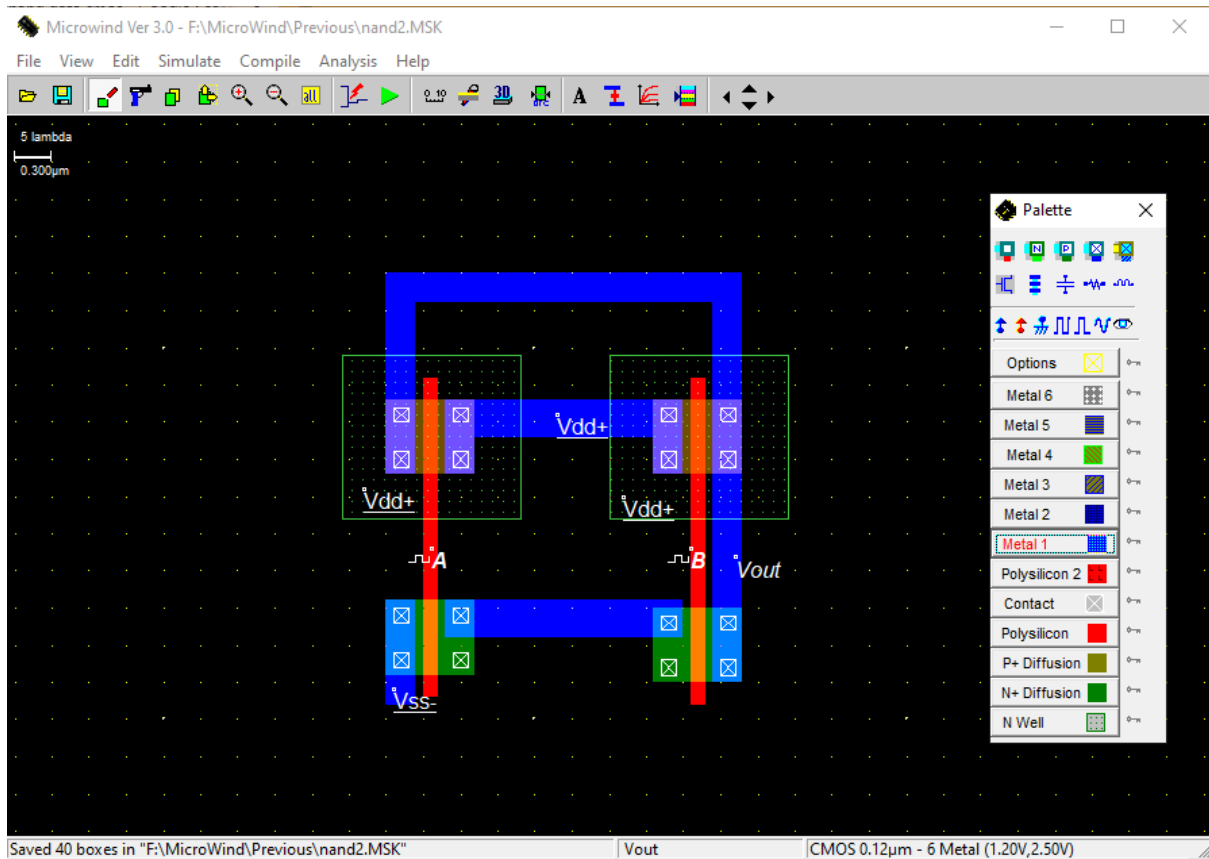 Microwind Ver 3.0 - F:\MicroWind\Previous\nand2.MSK
File View Edit Simulate Compile Analysis Help
5 lambda
0.300µm
Palette
Options
Metal 6
Metal 5
Metal 4
Metal 3
Metal 2
Metal 1
Polysilicon 2
Contact
Polysilicon
P+ Diffusion
N+ Diffusion
N Well
Vdd+
Vdd+
Vdd+
A
B
Vout
Vss-
Saved 40 boxes in "F:\MicroWind\Previous\nand2.MSK" Vout CMOS 0.12µm - 6 Metal (1.20V,2.50V)